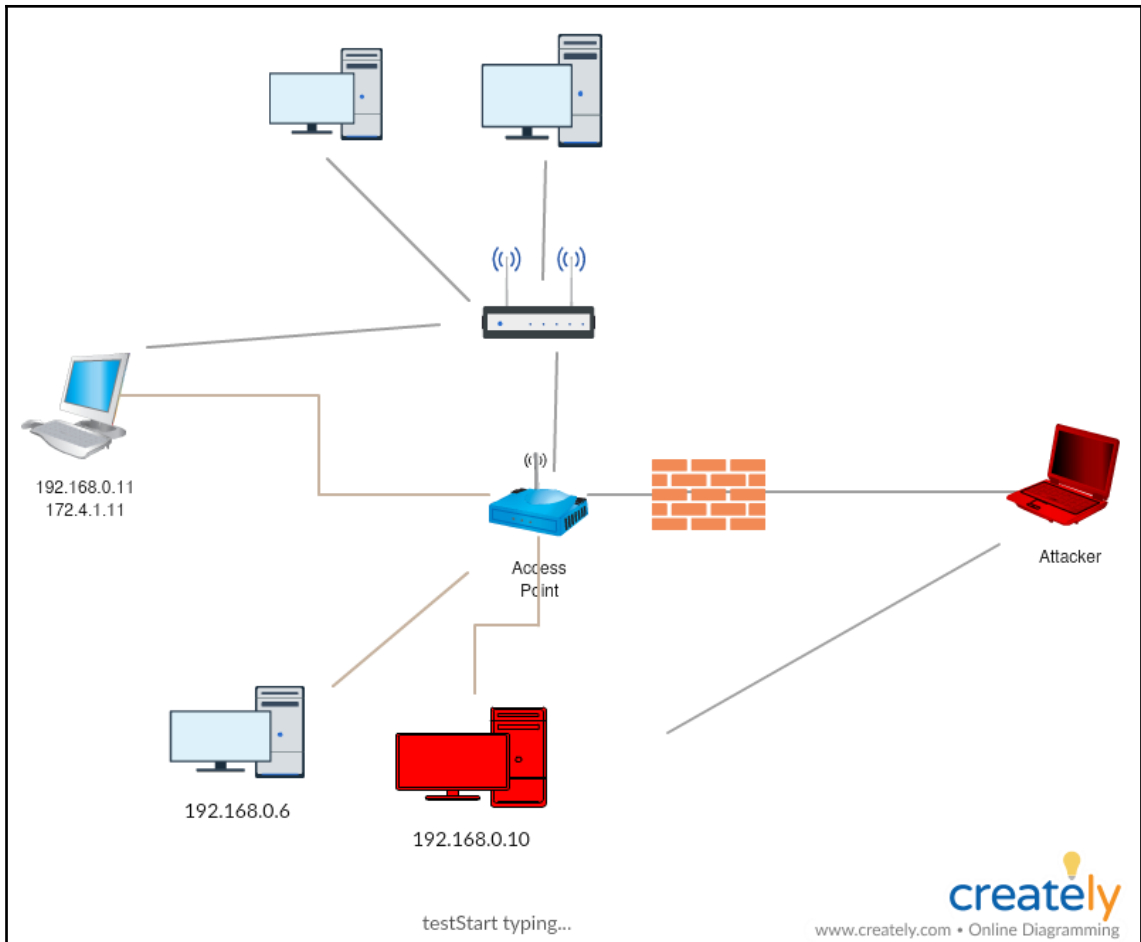 192.168.0.11
172.4.1.11
Access
Point
Attacker
192.168.0.6
192.168.0.10
testStart typing...
creately
www.creately.com • Online Diagramming